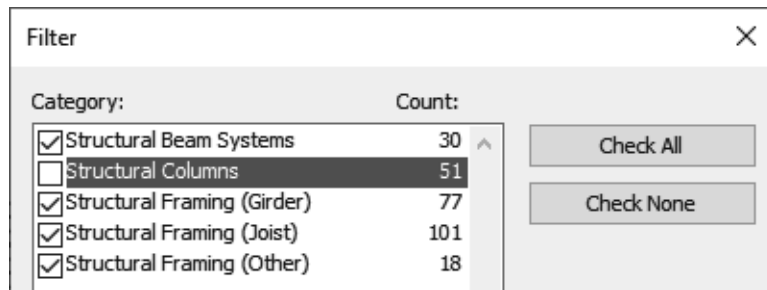 Filter
Category: Count:
Structural Beam Systems 30
Check All
Structural Columns 51
Structural Framing (Girder) 77
Check None
Structural Framing (Joist) 101
Structural Framing (Other) 18